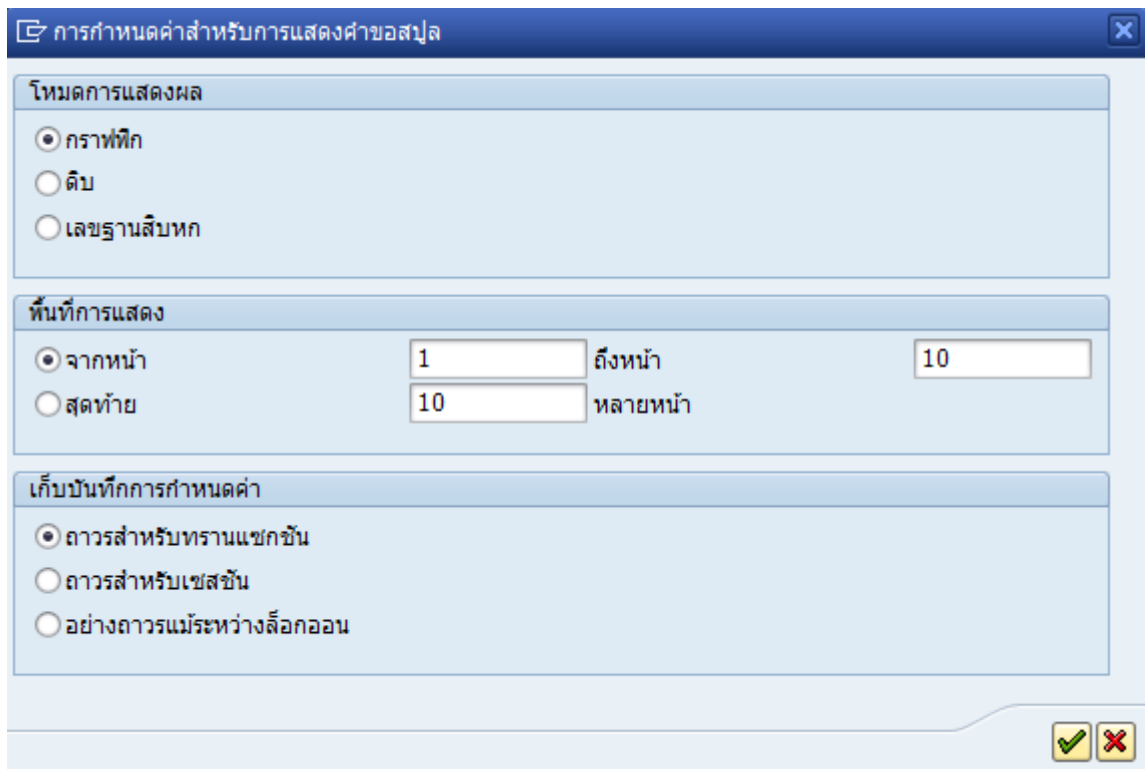 การกำหนดค่าสำหรับการแสดงคำขอสปูล
โหมดการแสดงผล
กราฟฟิก
ดิบ
เลขฐานสิบหก
พื้นที่การแสดง
จากหน้า 1 ถึงหน้า 10
สุดท้าย 10 หลายหน้า
เก็บบันทึกการกำหนดค่า
ถาวรสำหรับทรานแซกชัน
ถาวรสำหรับเซสชัน
อย่างถาวรแม้ระหว่างล็อกออน